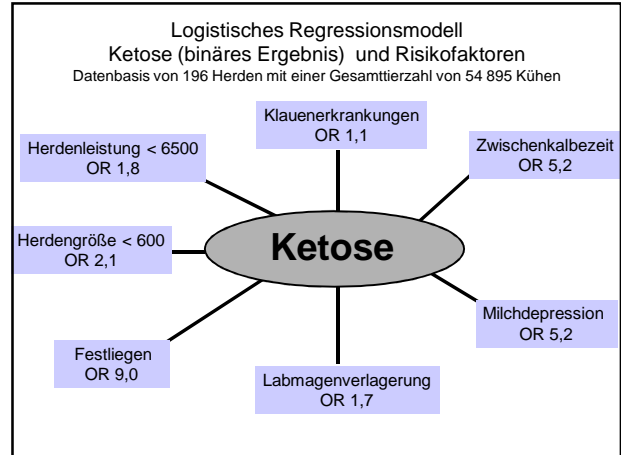 Logistisches Regressionsmodell
Ketose (binäres Ergebnis) und Risikofaktoren
Datenbasis von 196 Herden mit einer Gesamttierzahl von 54 895 Kühen
Klauenerkrankungen
OR 1,1
Herdenleistung < 6500
OR 1,8
Zwischenkalbezeit
OR 5,2
Herdengröße < 600
OR 2,1
Ketose
Milchdepression
OR 5,2
Festliegen
OR 9,0
Labmagenverlagerung
OR 1,7